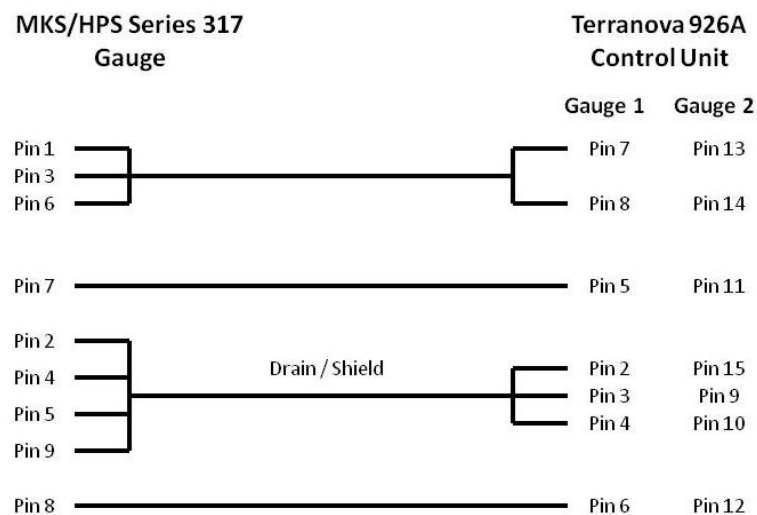 MKS/HPS Series 317 Terranova 926A
Gauge Control Unit
Gauge 1 Gauge 2
Pin 1 Pin 7 Pin 13
Pin 3
Pin 6 Pin 8 Pin 14
Pin 7 Pin 5 Pin 11
Pin 2
Drain / Shield Pin 2 Pin 15
Pin 4
Pin 3 Pin 9
Pin 5 Pin 4 Pin 10
Pin 9
Pin 8 Pin 6 Pin 12